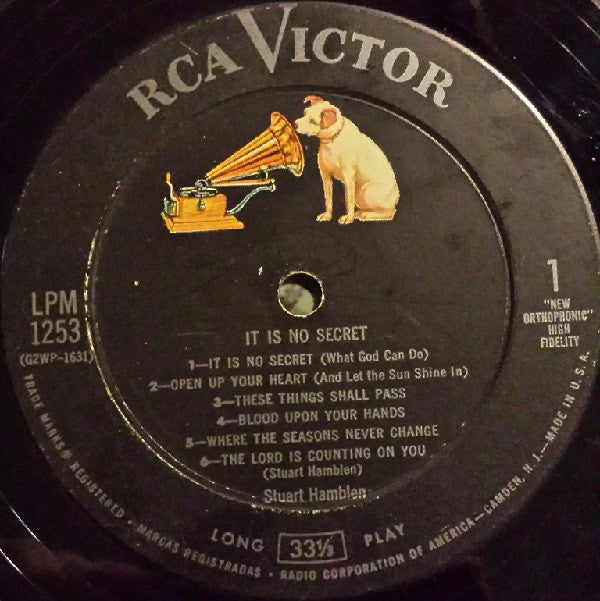 RCA VICTOR
LPM
1253
(G2WP-1631)
1
"NEW
ORTHOPHONIC"
HIGH
FIDELITY
IT IS NO SECRET
1—IT IS NO SECRET (What God Can Do)
2—OPEN UP YOUR HEART (And Let the Sun Shine In)
3—THESE THINGS SHALL PASS
4—BLOOD UPON YOUR HANDS
5—WHERE THE SEASONS NEVER CHANGE
6—THE LORD IS COUNTING ON YOU
(Stuart Hamblen)
Stuart Hamblen
LONG 33⅓ PLAY
TRADE MARKS® REGISTERED • MARCAS REGISTRADAS • RADIO CORPORATION OF AMERICA—CAMDEN, N. J.—MADE IN U.S.A.